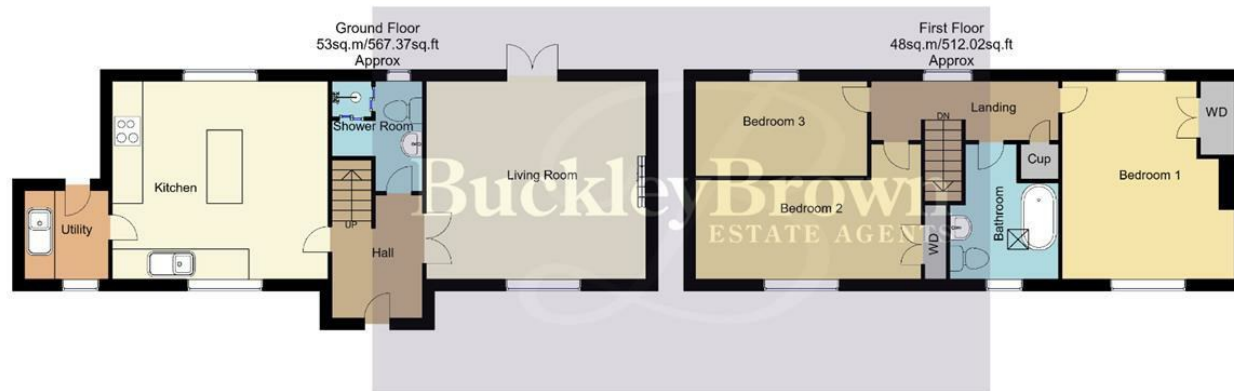 Ground Floor
53sq.m/567.37sq.ft
Approx
First Floor
48sq.m/512.02sq.ft
Approx
Shower Room
Kitchen
Living Room
Utility
UP
Hall
Bedroom 3
Landing
DN
WD
Cup
Bedroom 1
Bedroom 2
WD
Bathroom
BuckleyBrown
ESTATE AGENTS